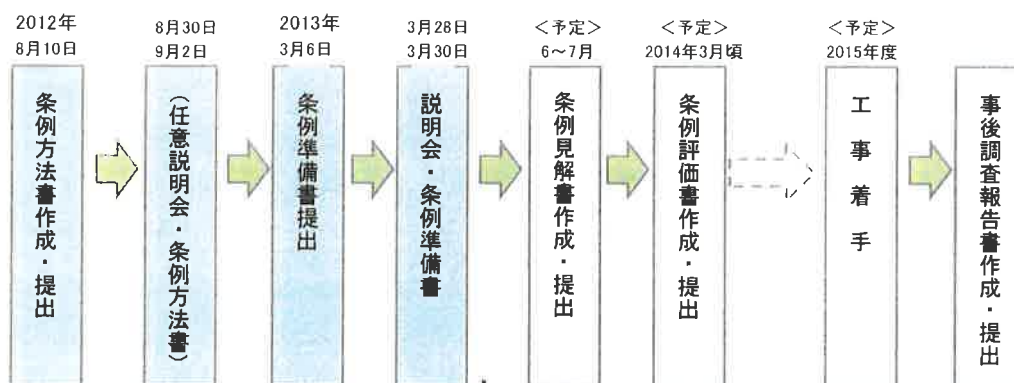 2012年
8月10日
条例方法書作成・提出
8月30日
9月2日
(任意説明会・条例方法書)
2013年
3月6日
条例準備書提出
3月28日
3月30日
説明会・条例準備書
<予定>
6～7月
条例見解書作成・提出
<予定>
2014年3月頃
条例評価書作成・提出
<予定>
2015年度
工事着手
事後調査報告書作成・提出